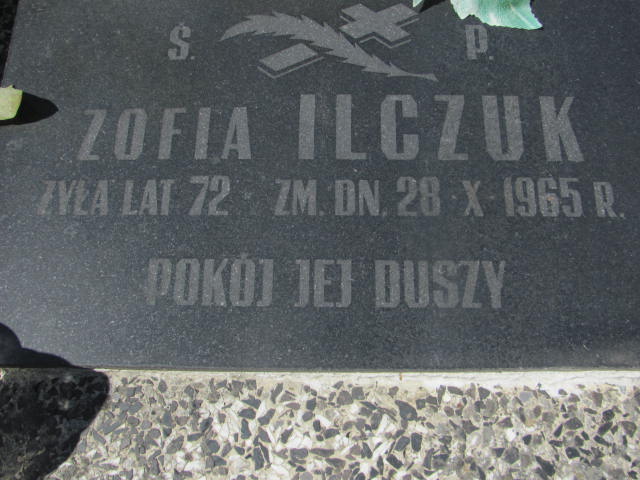 Ś. P.
ZOFIA ILCZUK
ŻYŁA LAT 72 ZM. DN. 28·X·1965 R.
POKÓJ JEJ DUSZY